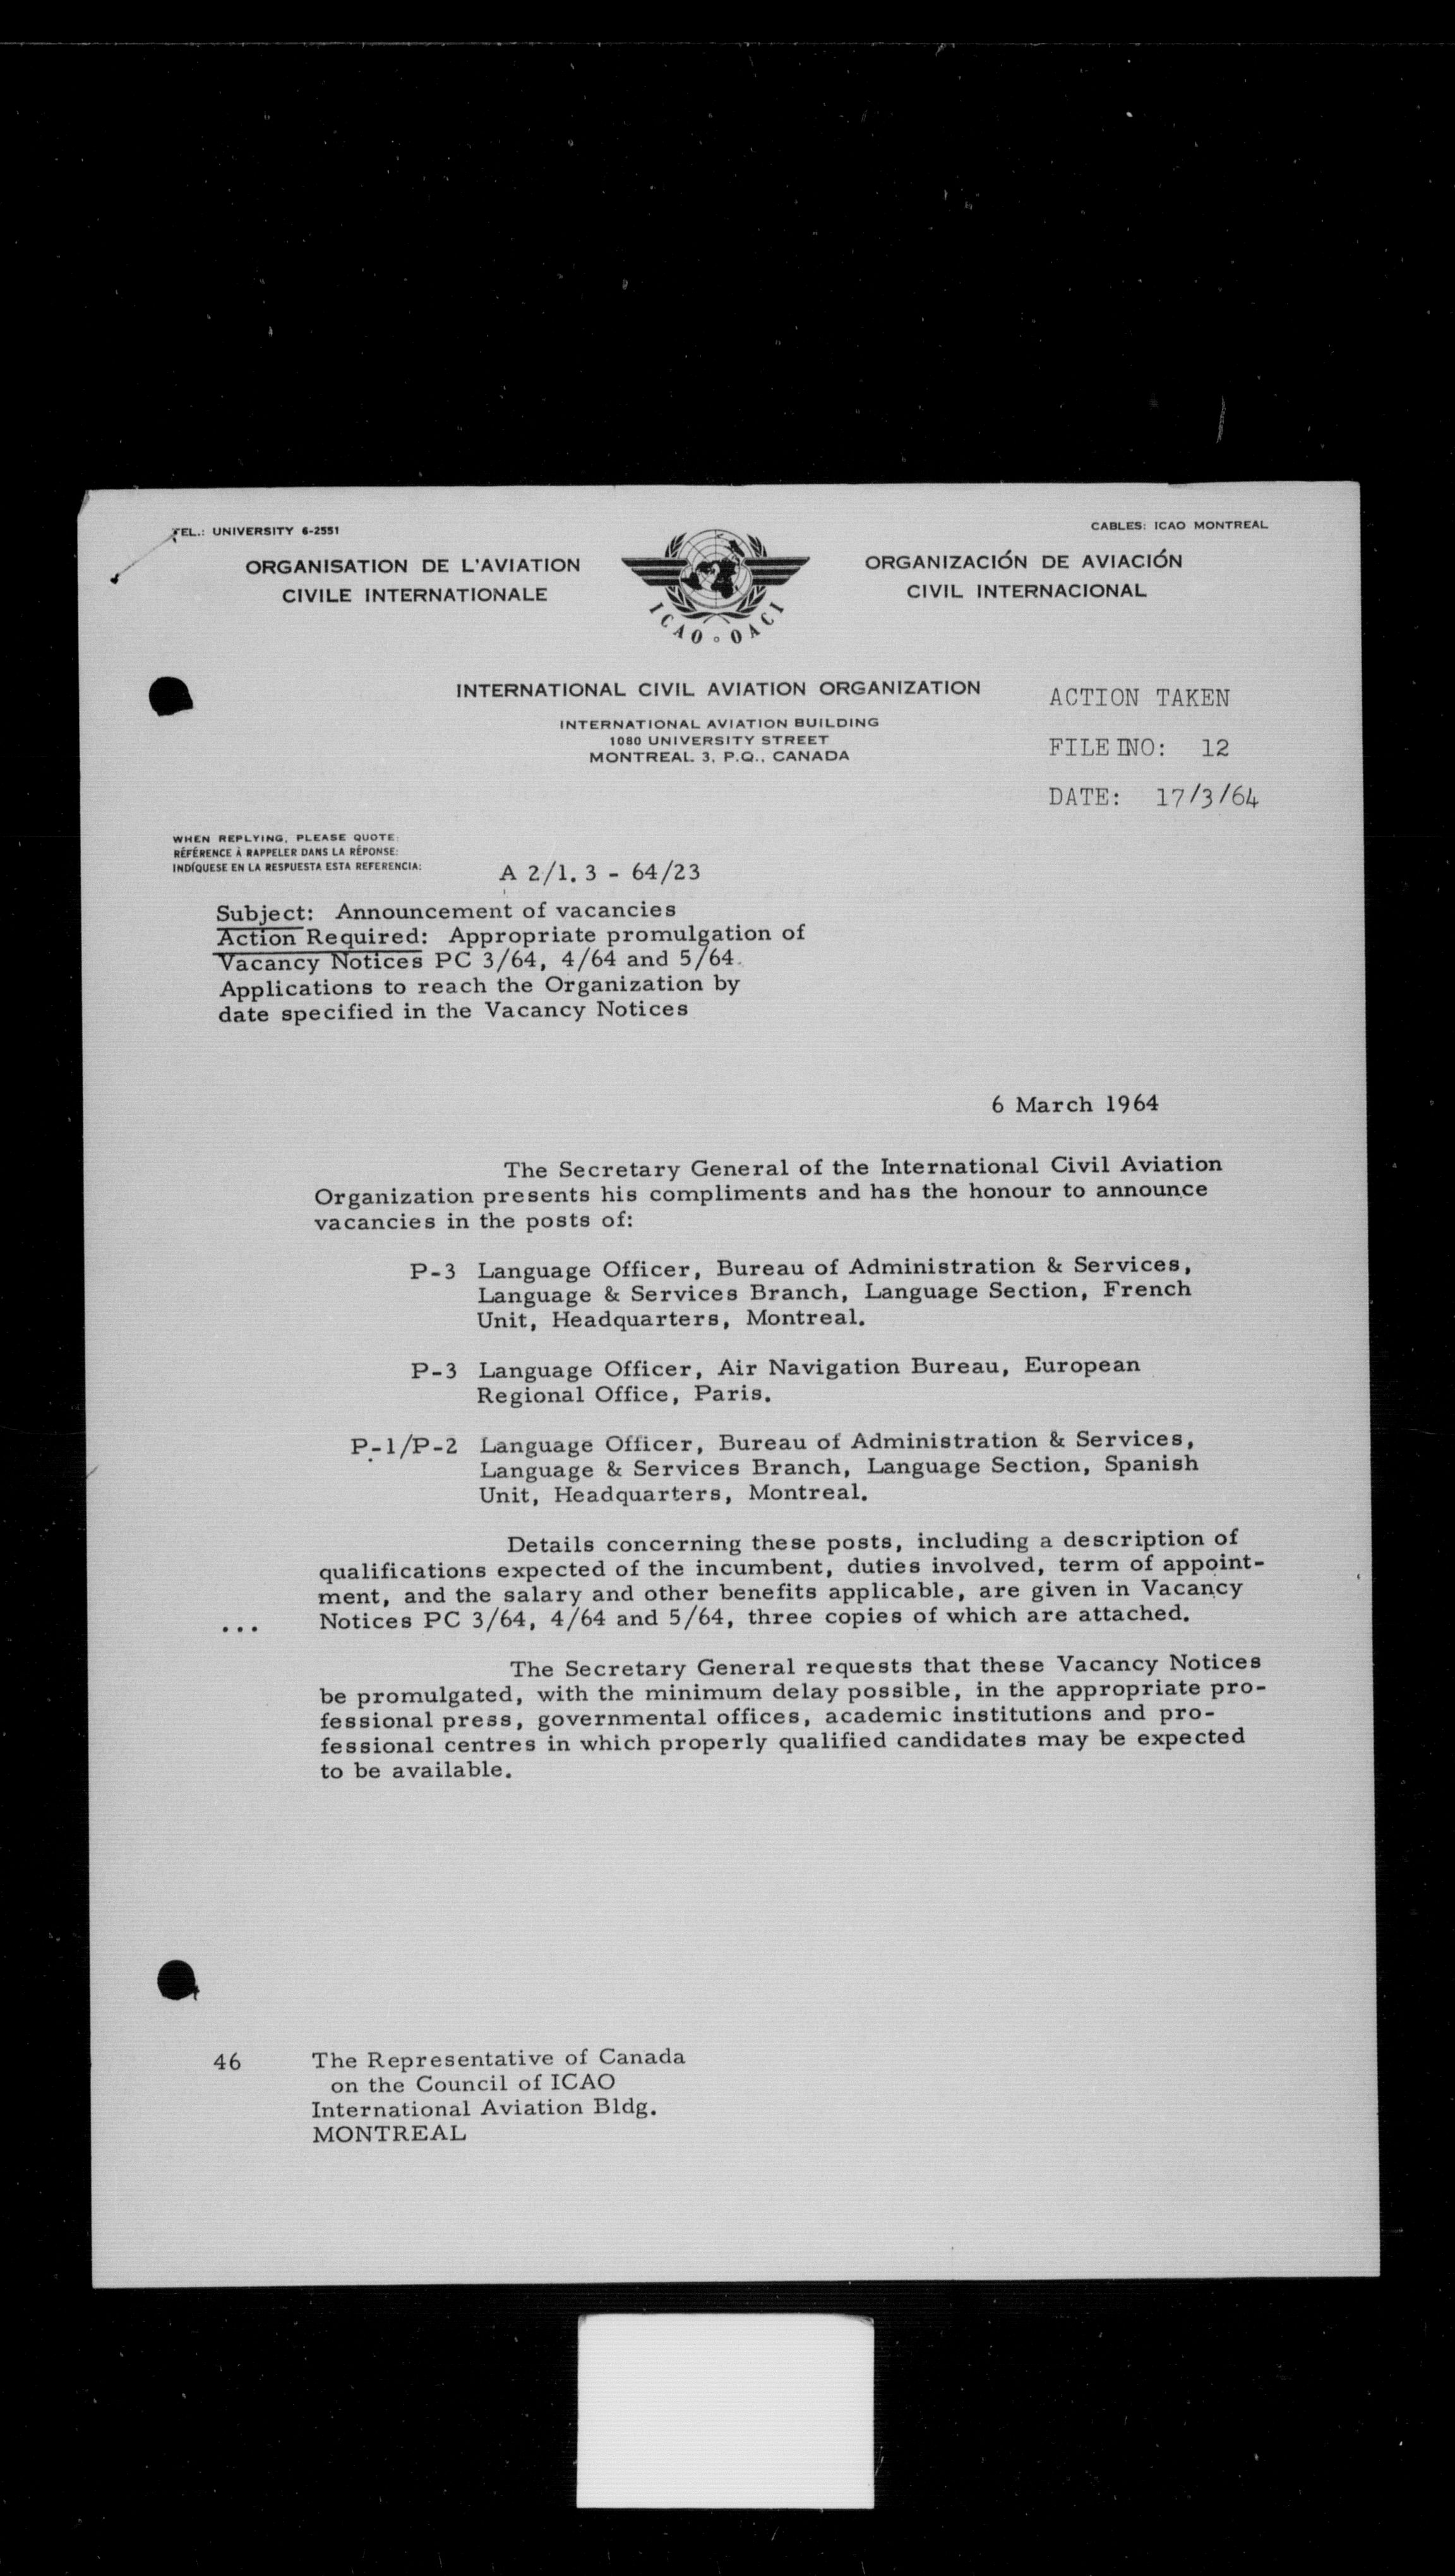 TEL.: UNIVERSITY 6-2551
CABLES: ICAO MONTREAL
ORGANISATION DE L'AVIATION
CIVILE INTERNATIONALE
ORGANIZACIÓN DE AVIACIÓN
CIVIL INTERNACIONAL
ICAO OACI
INTERNATIONAL CIVIL AVIATION ORGANIZATION
INTERNATIONAL AVIATION BUILDING
1080 UNIVERSITY STREET
MONTREAL 3, P.Q., CANADA
ACTION TAKEN
FILE INO: 12
DATE: 17/3/64
WHEN REPLYING, PLEASE QUOTE:
RÉFÉRENCE À RAPPELER DANS LA RÉPONSE:
INDÍQUESE EN LA RESPUESTA ESTA REFERENCIA:
A 2/1.3 - 64/23
Subject: Announcement of vacancies
Action Required: Appropriate promulgation of
Vacancy Notices PC 3/64, 4/64 and 5/64.
Applications to reach the Organization by
date specified in the Vacancy Notices
6 March 1964
The Secretary General of the International Civil Aviation
Organization presents his compliments and has the honour to announce
vacancies in the posts of:
P-3 Language Officer, Bureau of Administration & Services,
Language & Services Branch, Language Section, French
Unit, Headquarters, Montreal.
P-3 Language Officer, Air Navigation Bureau, European
Regional Office, Paris.
P-1/P-2 Language Officer, Bureau of Administration & Services,
Language & Services Branch, Language Section, Spanish
Unit, Headquarters, Montreal.
Details concerning these posts, including a description of
qualifications expected of the incumbent, duties involved, term of appoint-
ment, and the salary and other benefits applicable, are given in Vacancy
... Notices PC 3/64, 4/64 and 5/64, three copies of which are attached.
The Secretary General requests that these Vacancy Notices
be promulgated, with the minimum delay possible, in the appropriate pro-
fessional press, governmental offices, academic institutions and pro-
fessional centres in which properly qualified candidates may be expected
to be available.
46 The Representative of Canada
on the Council of ICAO
International Aviation Bldg.
MONTREAL